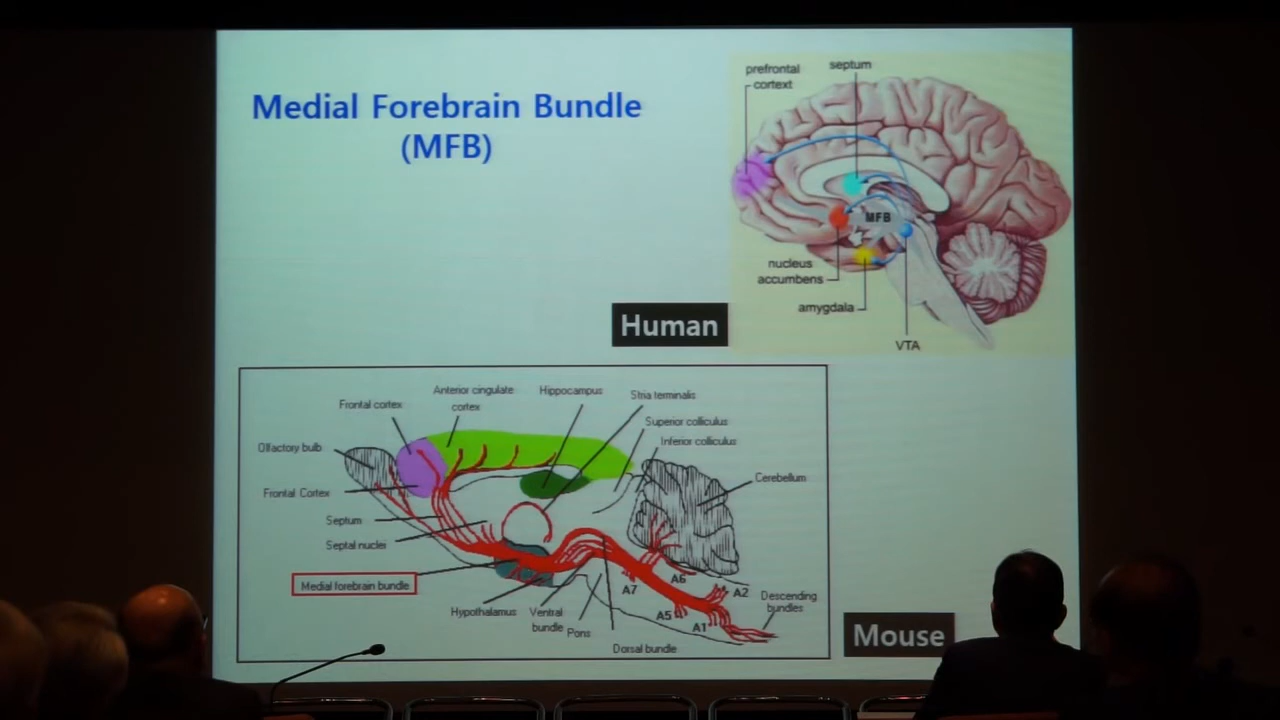 Medial Forebrain Bundle
(MFB)
prefrontal
cortext
septum
MFB
nucleus
accumbens
amygdala
VTA
Human
Anterior cingulate
cortex
Hippocampus
Stria terminalis
Frontal cortex
Superior colliculus
Inferior colliculus
Olfactory bulb
Cerebellum
Frontal Cortex
Septum
Septal nuclei
Medial forebrain bundle
Hypothalamus
Ventral
bundle
Pons
Dorsal bundle
A7
A6
A5
A2
A1
Descending
bundles
Mouse